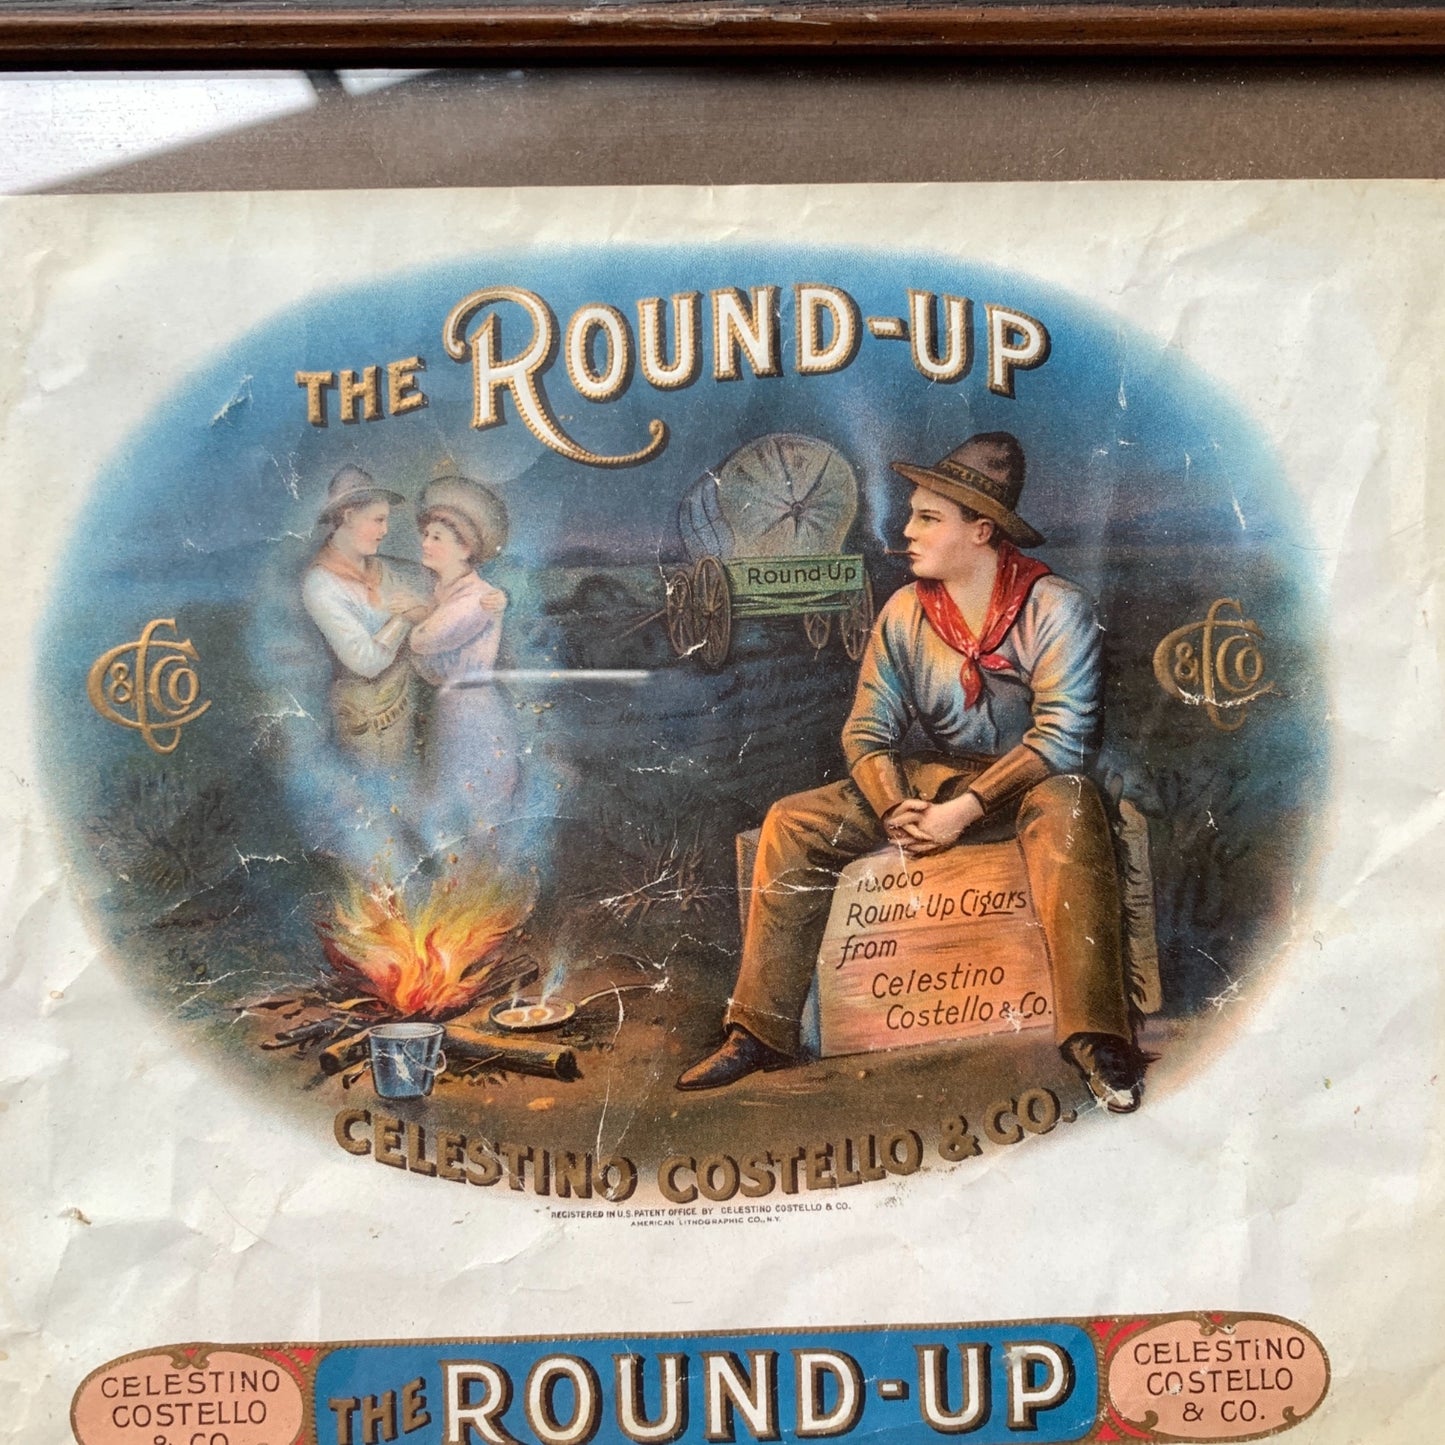 THE ROUND-UP
Round-Up
C & C Co
C & C Co
10,000
Round-Up Cigars
from
Celestino
Costello & Co.
CELESTINO COSTELLO & CO.
REGISTERED IN U.S. PATENT OFFICE BY CELESTINO COSTELLO & CO.
AMERICAN LITHOGRAPHIC CO., N.Y.
CELESTINO
COSTELLO
& CO.
THE ROUND-UP
CELESTINO
COSTELLO
& CO.